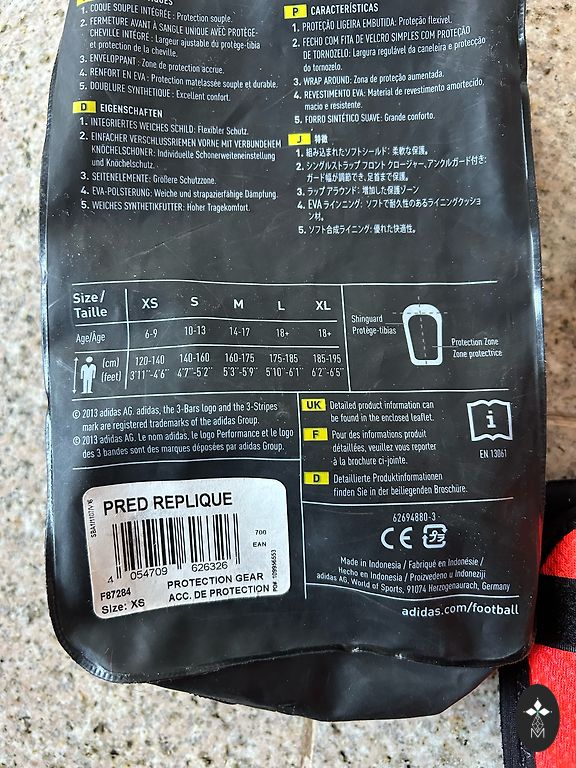 1. COQUE SOUPLE INTÉGRÉE : Protection souple.
2. FERMETURE AVANT À SANGLE UNIQUE AVEC PROTÈGE-
CHEVILLE INTÉGRÉ : Largeur ajustable du protège-tibia
et protection de la cheville.
3. ENVELOPPANT : Zone de protection accrue.
4. RENFORT EN EVA : Protection matelassée souple et durable.
5. DOUBLURE SYNTHÉTIQUE : Excellent confort.
D EIGENSCHAFTEN
1. INTEGRIERTES WEICHES SCHILD: Flexibler Schutz.
2. EINFACHER VERSCHLUSSRIEMEN VORNE MIT VERBUNDENEM
KNÖCHELSCHONER: Individuelle Schonerweiteneinstellung
und Knöchelschutz.
3. SEITENELEMENTE: Größere Schutzzone.
4. EVA-POLSTERUNG: Weiche und strapazierfähige Dämpfung.
5. WEICHES SYNTHETIKFUTTER: Hoher Tragekomfort.
P CARACTERÍSTICAS
1. PROTEÇÃO LIGEIRA EMBUTIDA: Proteção flexível.
2. FECHO COM FITA DE VELCRO SIMPLES COM PROTEÇÃO
DE TORNOZELO: Largura regulável da caneleira e protecção
do tornozelo.
3. WRAP AROUND: Zona de proteção aumentada.
4. REVESTIMENTO EVA: Material de revestimento amortecido,
macio e resistente.
5. FORRO SINTÉTICO SUAVE: Grande conforto.
J 特徴
1. 組み込まれたソフトシールド: 柔軟な保護。
2. シングルストラップ フロント クロージャー、アンクルガード付き:
ガード幅が調節でき、足首まで保護。
3. ラップ アラウンド: 増加した保護ゾーン
4. EVA ライニング: ソフトで耐久性のあるライニングクッショ
ン材。
5. ソフト合成ライニング: 優れた快適性。
Size/ Taille XS S M L XL
Age/Âge 6-9 10-13 14-17 18+ 18+
(cm) 120-140 140-160 160-175 175-185 185-195
(feet) 3'11"-4'6" 4'7"-5'2" 5'3"-5'9" 5'10"-6'1" 6'2"-6'5"
Shinguard
Protège-tibias
Protection Zone
Zone protectrice
© 2013 adidas AG. adidas, the 3-Bars logo and the 3-Stripes
mark are registered trademarks of the adidas Group.
© 2013 adidas AG. Le nom adidas, le logo Performance et le logo
des 3 bandes sont des marques déposées par adidas Group.
UK Detailed product information can
be found in the enclosed leaflet.
F Pour des informations produit
détaillées, veuillez vous reporter
à la brochure ci-jointe.
D Detaillierte Produktinformationen
finden Sie in der beiliegenden Broschüre.
i
EN 13061
PRED REPLIQUE
700
EAN
4 054709 626326
PROTECTION GEAR
F87284 ACC. DE PROTECTION
Size: XS
62694880-3
CE
Made in Indonesia / Fabriqué en Indonésie/
Hecho en Indonesia / Proizvedeno u Indoneziji
adidas AG, World of Sports, 91074 Herzogenaurach, Germany
adidas.com/football
M